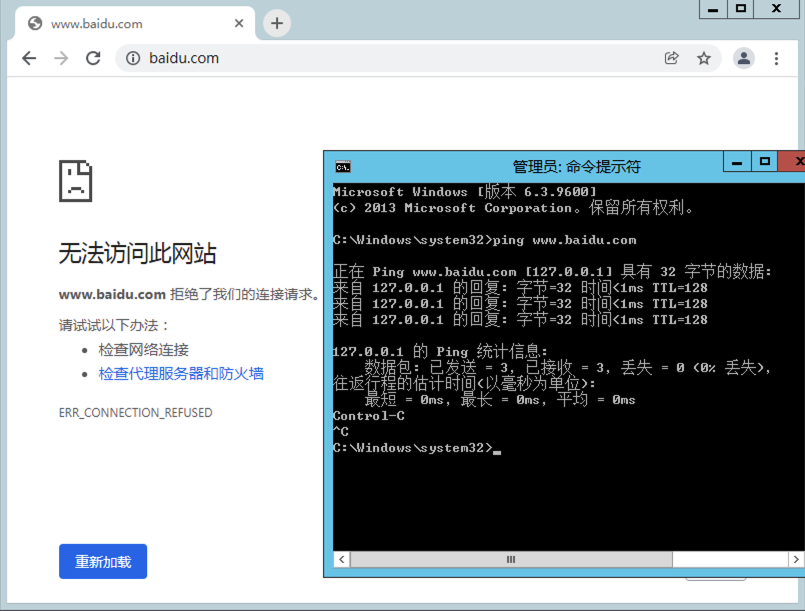 www.baidu.com
baidu.com
无法访问此网站
www.baidu.com 拒绝了我们的连接请求。
请试试以下办法：
检查网络连接
检查代理服务器和防火墙
ERR_CONNECTION_REFUSED
重新加载
管理员: 命令提示符
Microsoft Windows [版本 6.3.9600]
(c) 2013 Microsoft Corporation。保留所有权利。
C:\Windows\system32>ping www.baidu.com
正在 Ping www.baidu.com [127.0.0.1] 具有 32 字节的数据:
来自 127.0.0.1 的回复: 字节=32 时间<1ms TTL=128
来自 127.0.0.1 的回复: 字节=32 时间<1ms TTL=128
来自 127.0.0.1 的回复: 字节=32 时间<1ms TTL=128
127.0.0.1 的 Ping 统计信息:
数据包: 已发送 = 3，已接收 = 3，丢失 = 0 (0% 丢失)，
往返行程的估计时间(以毫秒为单位):
最短 = 0ms，最长 = 0ms，平均 = 0ms
Control-C
^C
C:\Windows\system32>